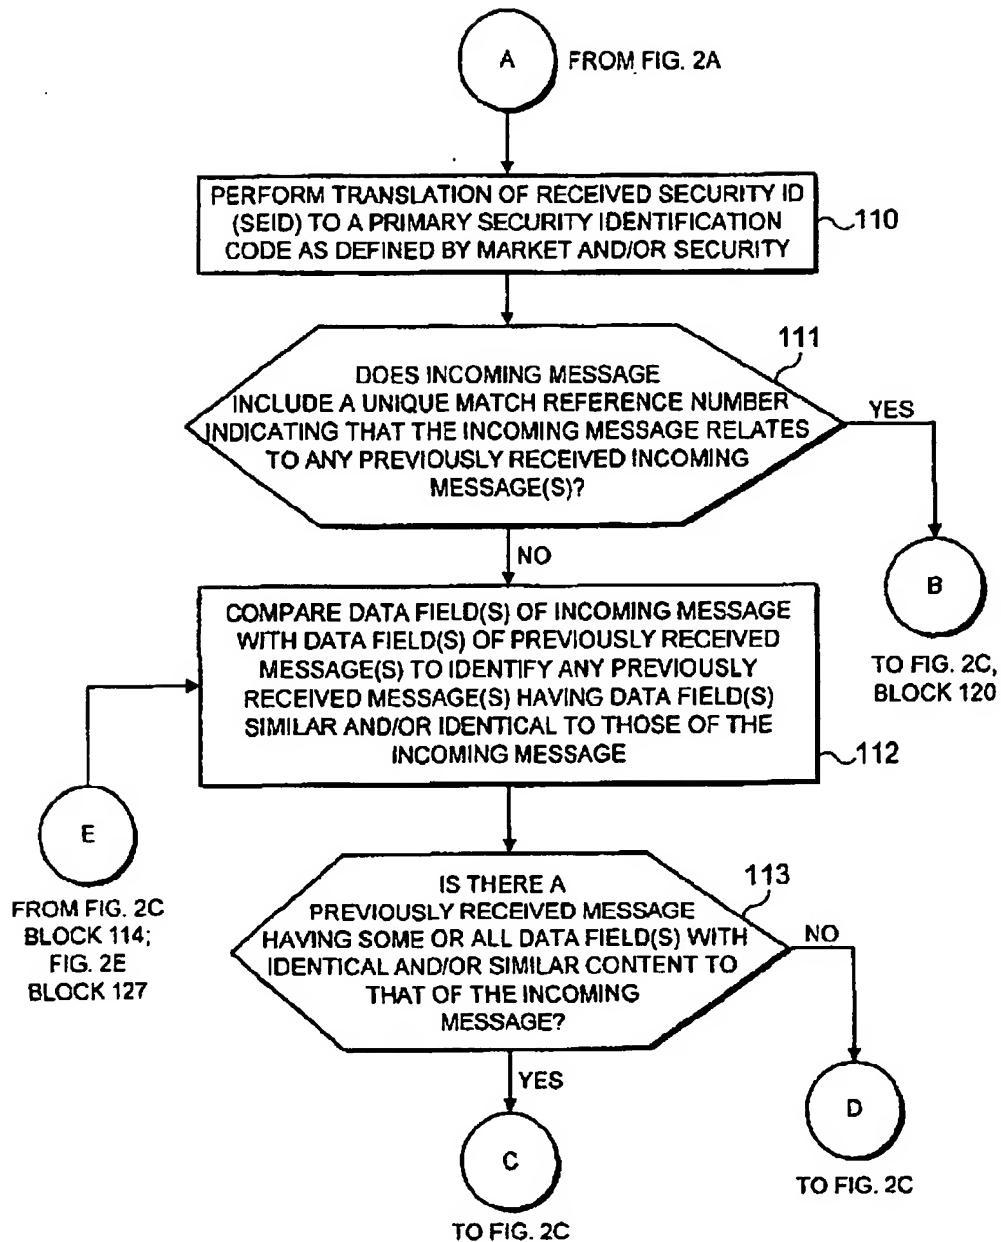 A
FROM FIG. 2A
PERFORM TRANSLATION OF RECEIVED SECURITY ID
(SEID) TO A PRIMARY SECURITY IDENTIFICATION
CODE AS DEFINED BY MARKET AND/OR SECURITY
110
111
DOES INCOMING MESSAGE
INCLUDE A UNIQUE MATCH REFERENCE NUMBER
INDICATING THAT THE INCOMING MESSAGE RELATES
TO ANY PREVIOUSLY RECEIVED INCOMING
MESSAGE(S)?
YES
NO
B
TO FIG. 2C,
BLOCK 120
COMPARE DATA FIELD(S) OF INCOMING MESSAGE
WITH DATA FIELD(S) OF PREVIOUSLY RECEIVED
MESSAGE(S) TO IDENTIFY ANY PREVIOUSLY
RECEIVED MESSAGE(S) HAVING DATA FIELD(S)
SIMILAR AND/OR IDENTICAL TO THOSE OF THE
INCOMING MESSAGE
112
E
FROM FIG. 2C
BLOCK 114;
FIG. 2E
BLOCK 127
113
IS THERE A
PREVIOUSLY RECEIVED MESSAGE
HAVING SOME OR ALL DATA FIELD(S) WITH
IDENTICAL AND/OR SIMILAR CONTENT TO
THAT OF THE INCOMING
MESSAGE?
NO
YES
D
TO FIG. 2C
C
TO FIG. 2C